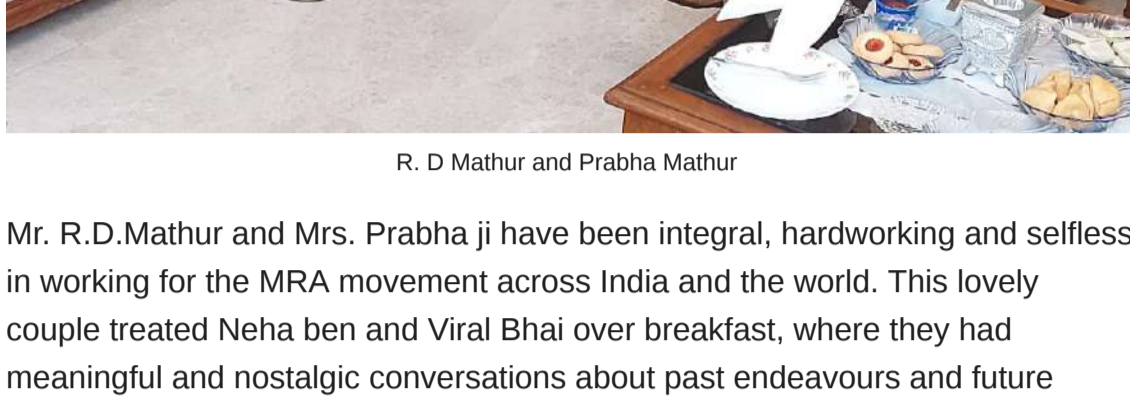 R. D Mathur and Prabha Mathur
Mr. R.D.Mathur and Mrs. Prabha ji have been integral, hardworking and selfless
in working for the MRA movement across India and the world. This lovely
couple treated Neha ben and Viral Bhai over breakfast, where they had
meaningful and nostalgic conversations about past endeavours and future